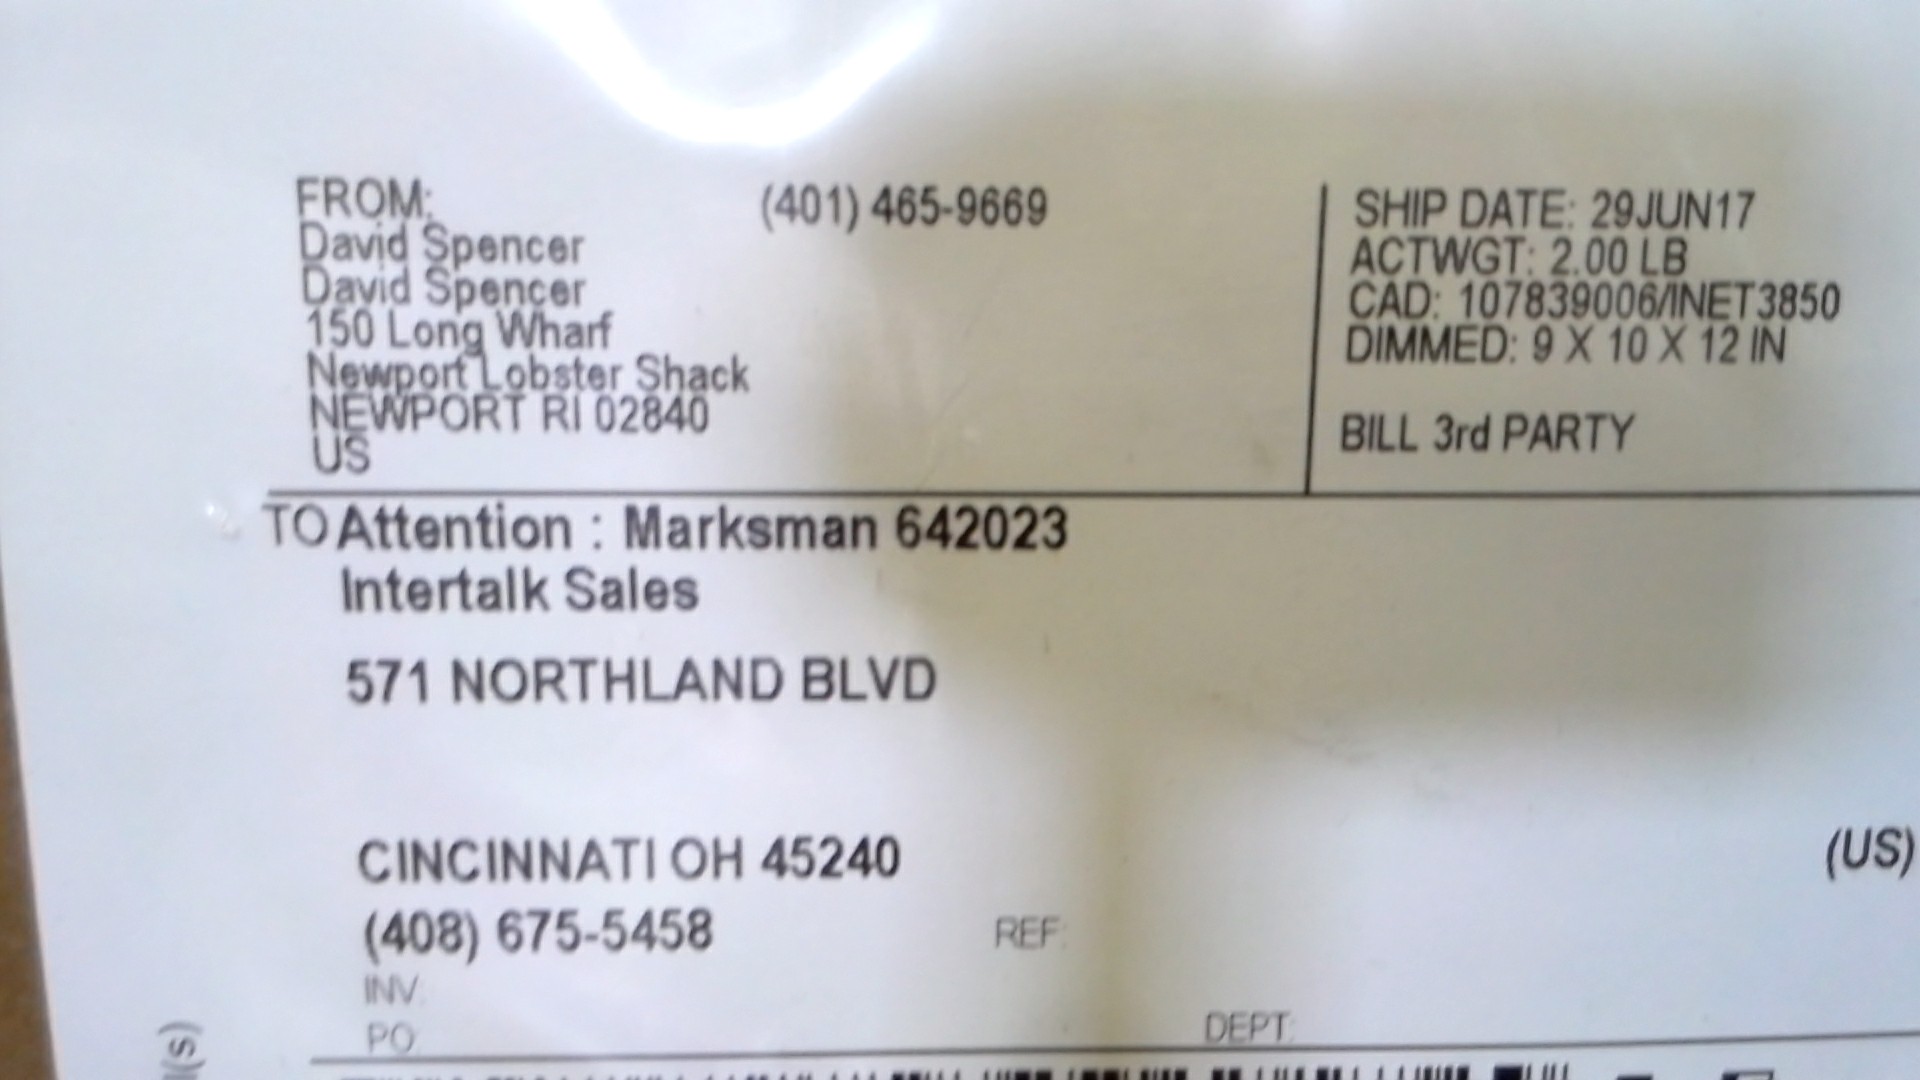 FROM: (401) 465-9669
David Spencer
David Spencer
150 Long Wharf
Newport Lobster Shack
NEWPORT RI 02840
US
SHIP DATE: 29JUN17
ACTWGT: 2.00 LB
CAD: 107839006/INET3850
DIMMED: 9 X 10 X 12 IN
BILL 3rd PARTY
TO Attention : Marksman 642023
Intertalk Sales
571 NORTHLAND BLVD
CINCINNATI OH 45240
(US)
(408) 675-5458 REF:
INV:
PO: DEPT: